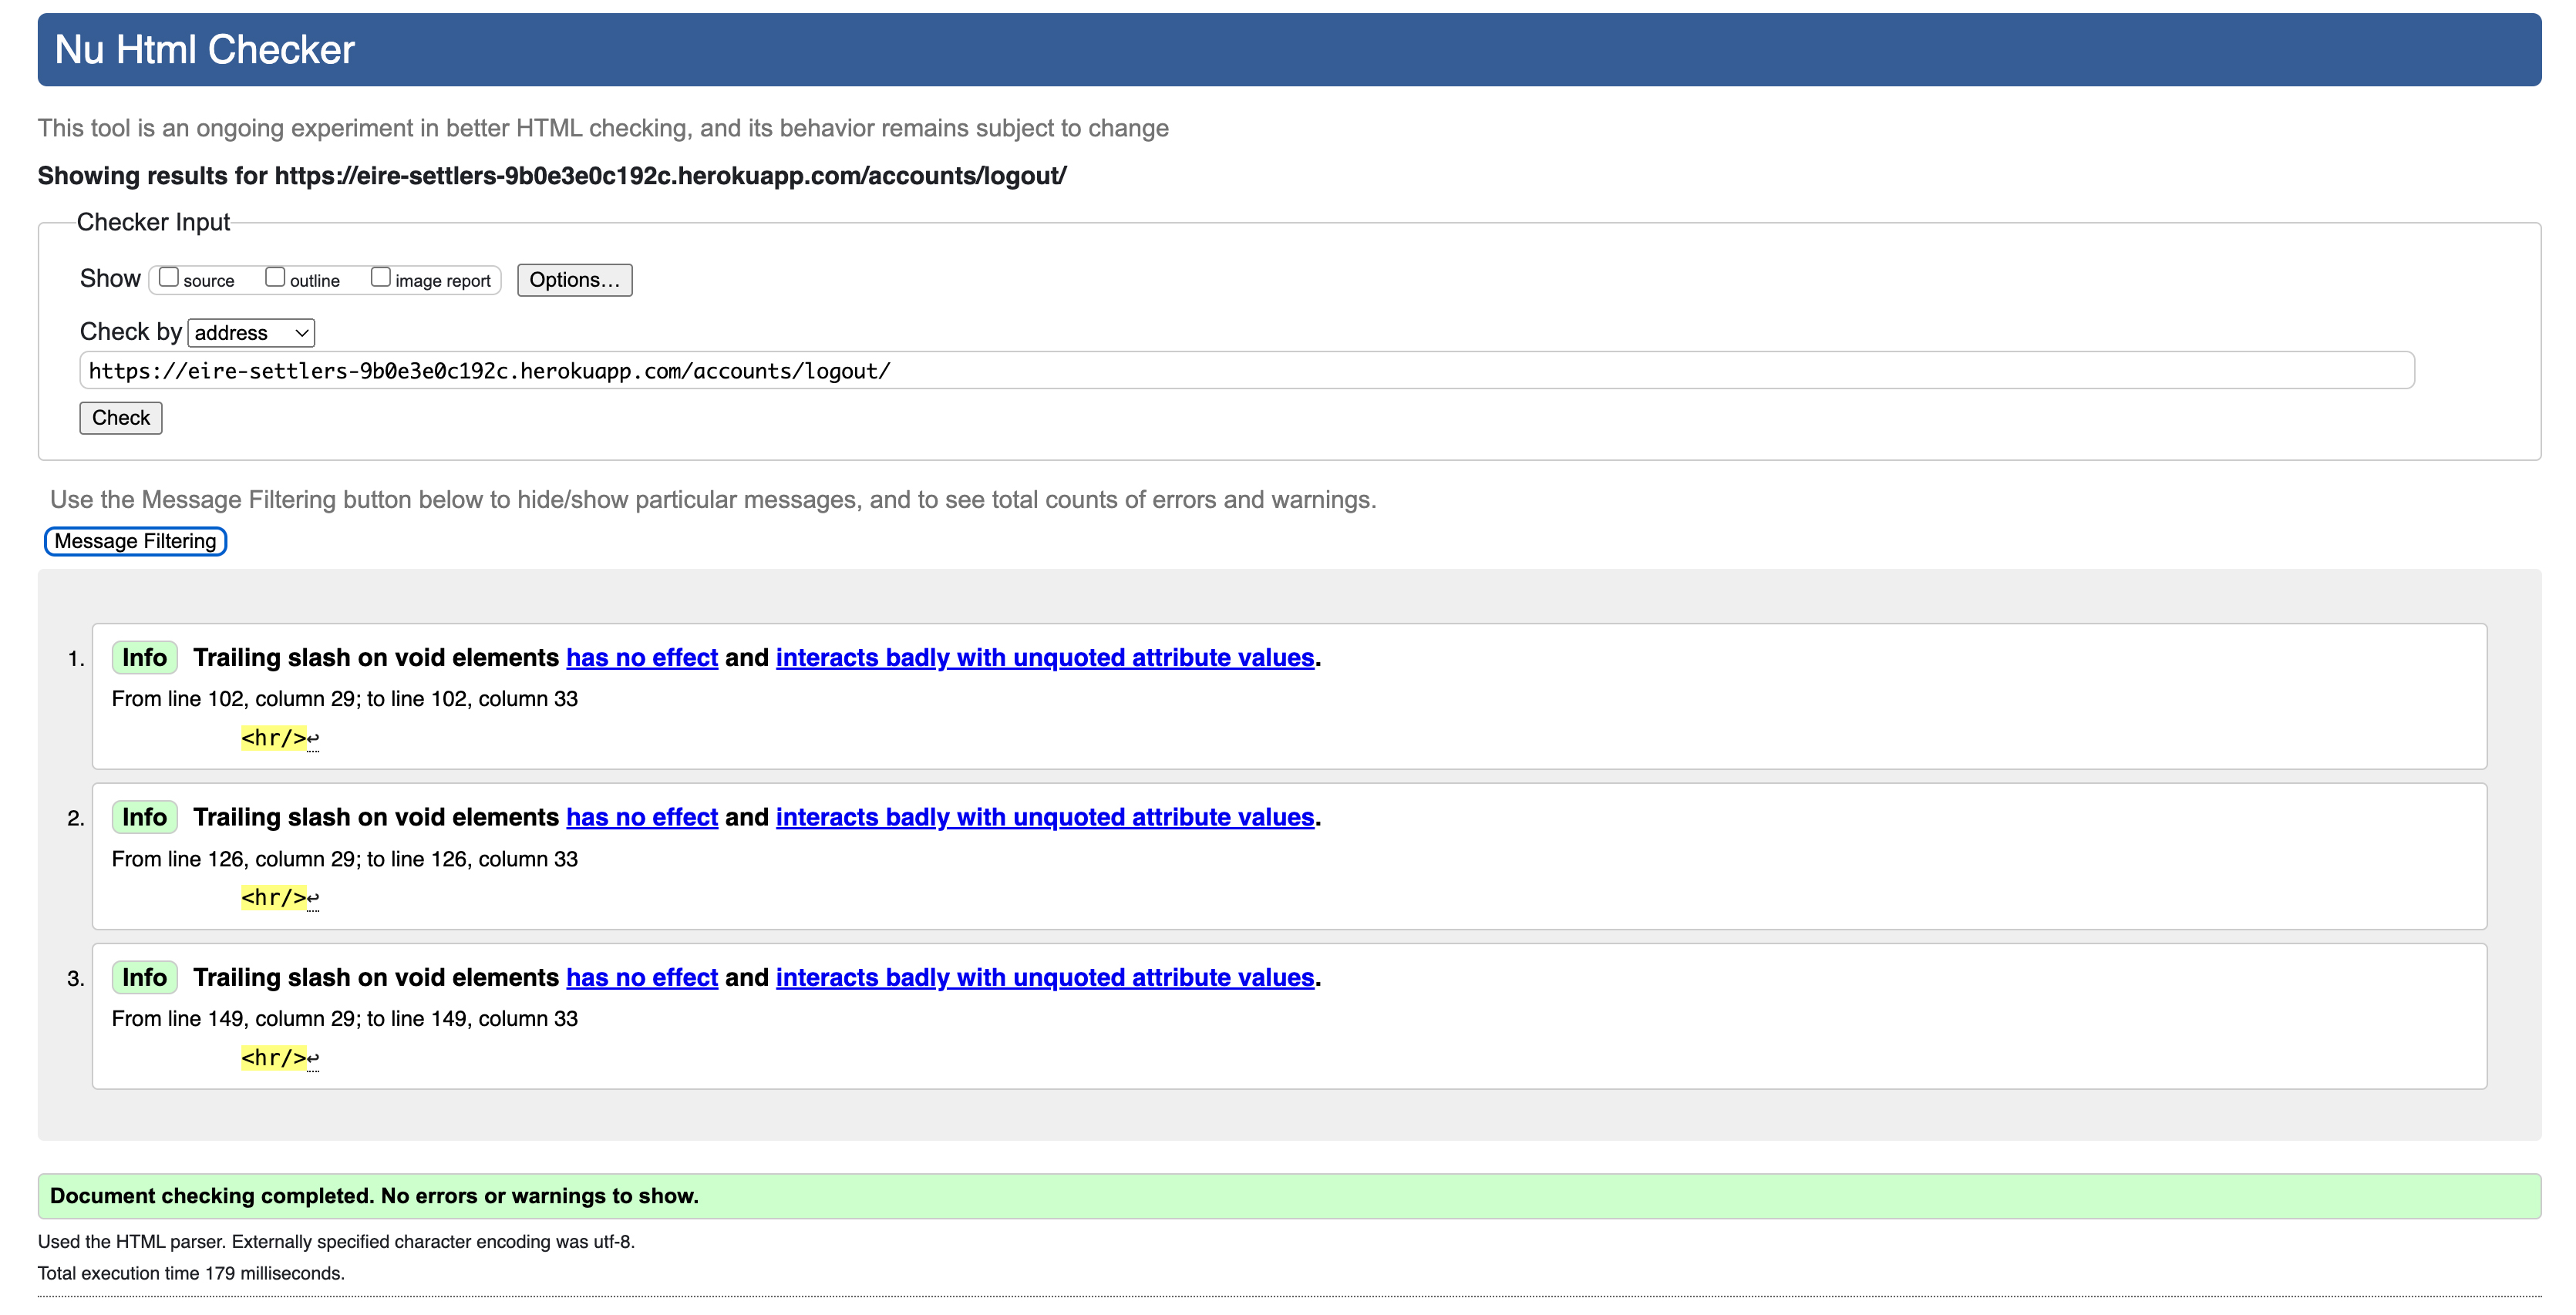 Nu Html Checker
This tool is an ongoing experiment in better HTML checking, and its behavior remains subject to change
Showing results for https://eire-settlers-9b0e3e0c192c.herokuapp.com/accounts/logout/
Checker Input
Show source outline image report Options...
Check by address
https://eire-settlers-9b0e3e0c192c.herokuapp.com/accounts/logout/
Check
Use the Message Filtering button below to hide/show particular messages, and to see total counts of errors and warnings.
Message Filtering
1. Info Trailing slash on void elements has no effect and interacts badly with unquoted attribute values.
From line 102, column 29; to line 102, column 33
<hr/>↩
2. Info Trailing slash on void elements has no effect and interacts badly with unquoted attribute values.
From line 126, column 29; to line 126, column 33
<hr/>↩
3. Info Trailing slash on void elements has no effect and interacts badly with unquoted attribute values.
From line 149, column 29; to line 149, column 33
<hr/>↩
Document checking completed. No errors or warnings to show.
Used the HTML parser. Externally specified character encoding was utf-8.
Total execution time 179 milliseconds.